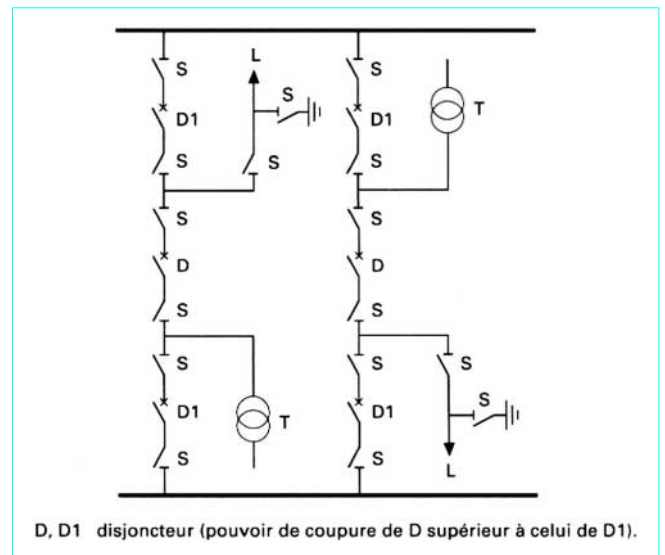 S
L
S
S
D1
D1
T
S
S
S
S
S
D
D
S
S
S
S
S
S
D1
T
D1
S
S
L
D, D1 disjoncteur (pouvoir de coupure de D supérieur à celui de D1).